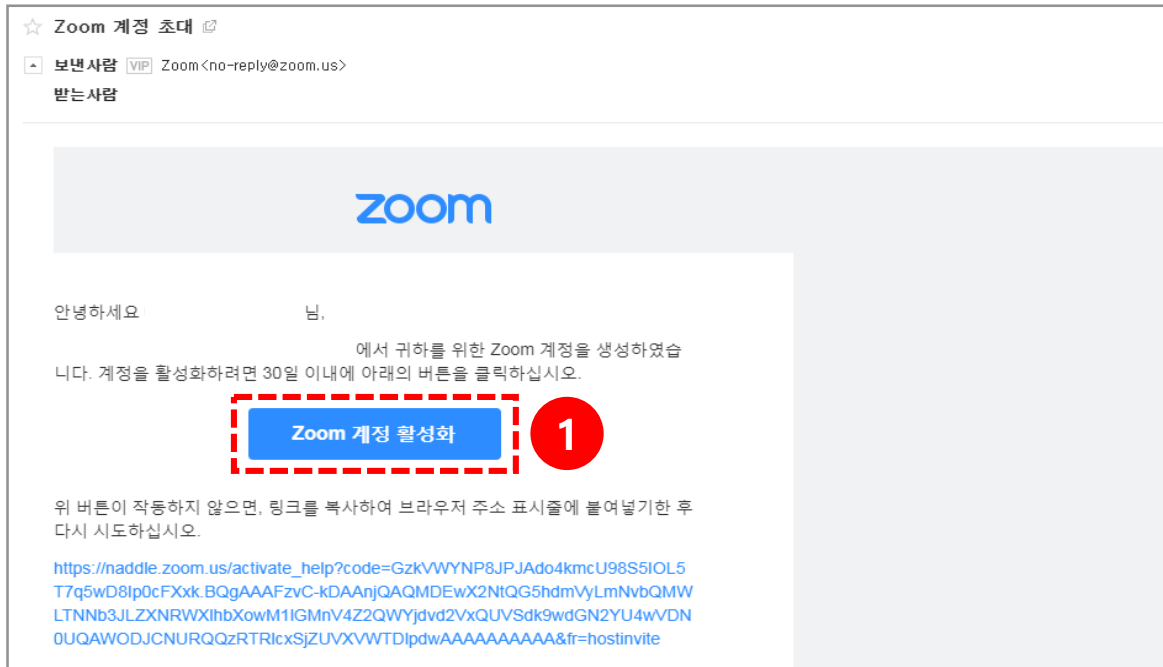 Zoom 계정 초대
보낸사람 VIP Zoom<no-reply@zoom.us>
받는사람
zoom
안녕하세요 님,
에서 귀하를 위한 Zoom 계정을 생성하였습
니다. 계정을 활성화하려면 30일 이내에 아래의 버튼을 클릭하십시오.
Zoom 계정 활성화
1
위 버튼이 작동하지 않으면, 링크를 복사하여 브라우저 주소 표시줄에 붙여넣기한 후
다시 시도하십시오.
https://naddle.zoom.us/activate_help?code=GzkVWYNP8JPJAdo4kmcU98S5IOL5
T7q5wD8Ip0cFXxk.BQgAAAFzvC-kDAAnjQAQMDEwX2NtQG5hdmVyLmNvbQMW
LTNNb3JLZXNRWXlhbXowM1lGMnV4Z2QWYjdvd2VxQUVSdk9wdGN2YU4wVDN
0UQAWODJCNURQQzRTRlcxSjZUVXVWTDlpdwAAAAAAAAAA&fr=hostinvite